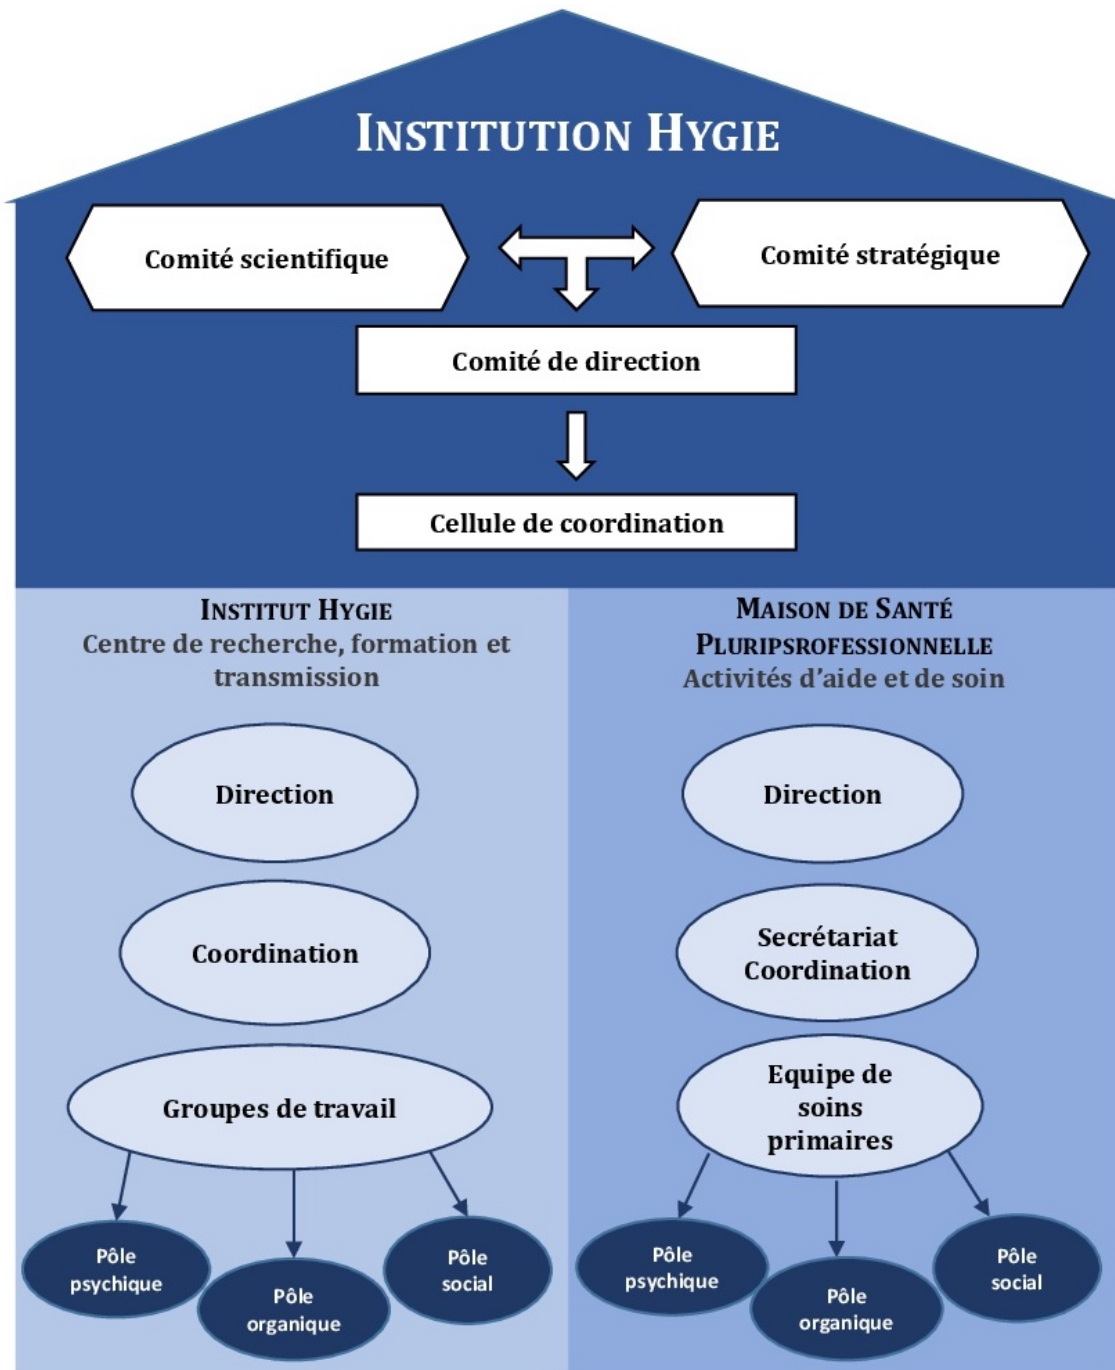 INSTITUTION HYGIE
Comité scientifique
Comité stratégique
Comité de direction
Cellule de coordination
INSTITUT HYGIE
Centre de recherche, formation et
transmission
Direction
Coordination
Groupes de travail
Pôle
psychique
Pôle
organique
Pôle
social
MAISON DE SANTÉ
PLURIPSROFESSIONNELLE
Activités d'aide et de soin
Direction
Secrétariat
Coordination
Equipe de
soins
primaires
Pôle
psychique
Pôle
organique
Pôle
social